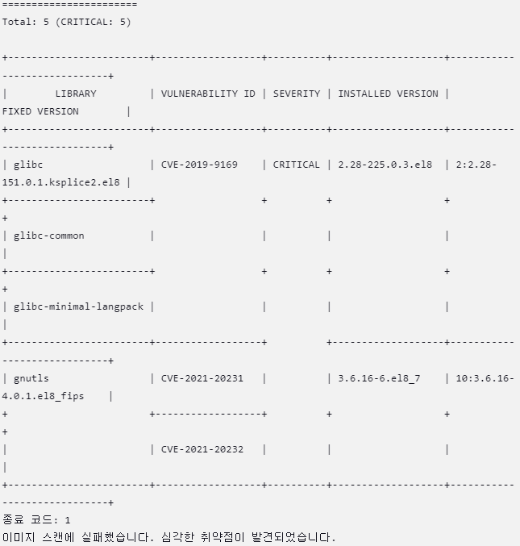 ========================
Total: 5 (CRITICAL: 5)
+------------------------+------------------+----------+-------------------+-----------
------------------+
|        LIBRARY         | VULNERABILITY ID | SEVERITY | INSTALLED VERSION |
FIXED VERSION        |
+------------------------+------------------+----------+-------------------+-----------
------------------+
| glibc                  | CVE-2019-9169    | CRITICAL | 2.28-225.0.3.el8  | 2:2.28-
151.0.1.ksplice2.el8 |
+------------------------+                  +          +                   +
+
| glibc-common           |                  |          |                   |
|
+------------------------+                  +          +                   +
+
| glibc-minimal-langpack |                  |          |                   |
|
+------------------------+------------------+          +-------------------+-----------
------------------+
| gnutls                 | CVE-2021-20231   |          | 3.6.16-6.el8_7    | 10:3.6.16-
4.0.1.el8_fips    |
+                        +------------------+          +                   +
+
|                        | CVE-2021-20232   |          |                   |
|
+------------------------+------------------+----------+-------------------+-----------
------------------+
종료 코드: 1
이미지 스캔에 실패했습니다. 심각한 취약점이 발견되었습니다.